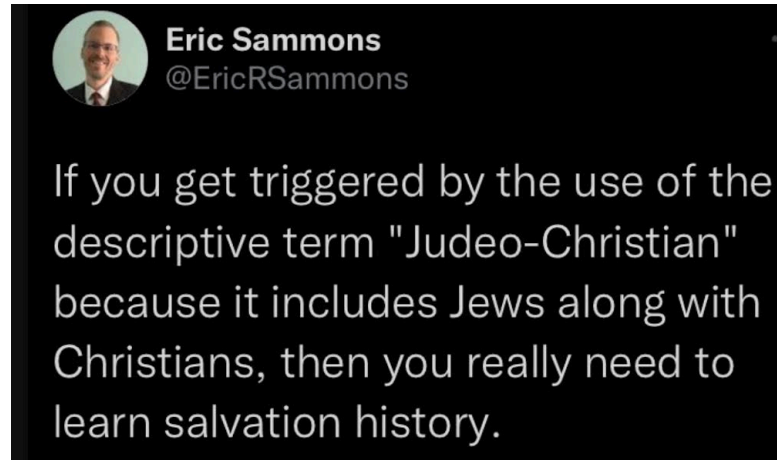 Eric Sammons
@EricRSammons
If you get triggered by the use of the
descriptive term "Judeo-Christian"
because it includes Jews along with
Christians, then you really need to
learn salvation history.